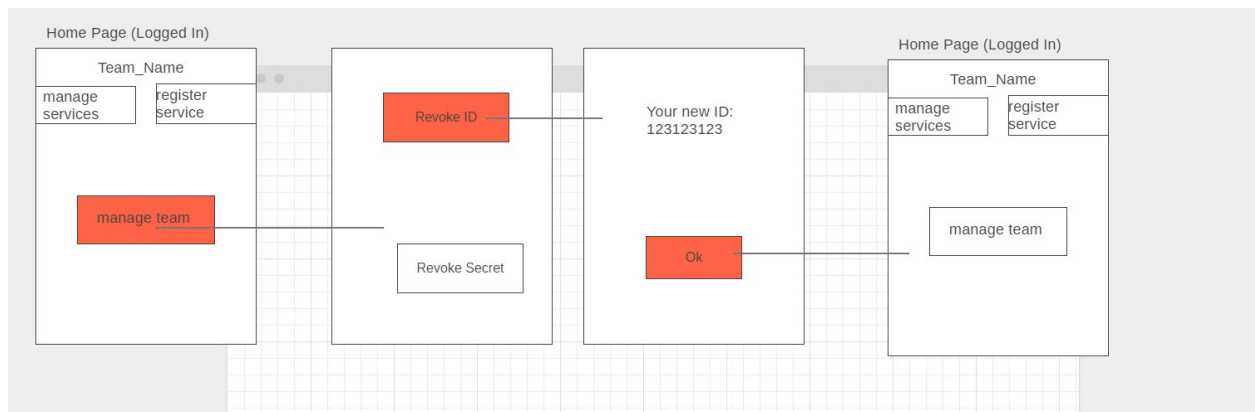 Home Page (Logged In)
Team_Name
manage
services
register
service
manage team
Revoke ID
Revoke Secret
Your new ID:
123123123
Ok
Home Page (Logged In)
Team_Name
manage
services
register
service
manage team